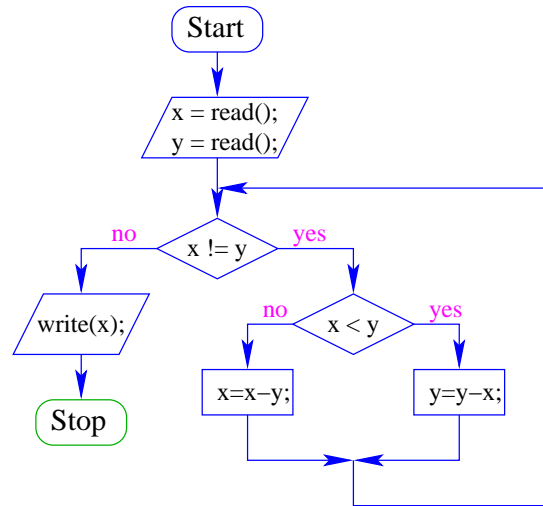 Start
x = read();
y = read();
no
x != y
yes
write(x);
no
x < y
yes
x=x−y;
y=y−x;
Stop